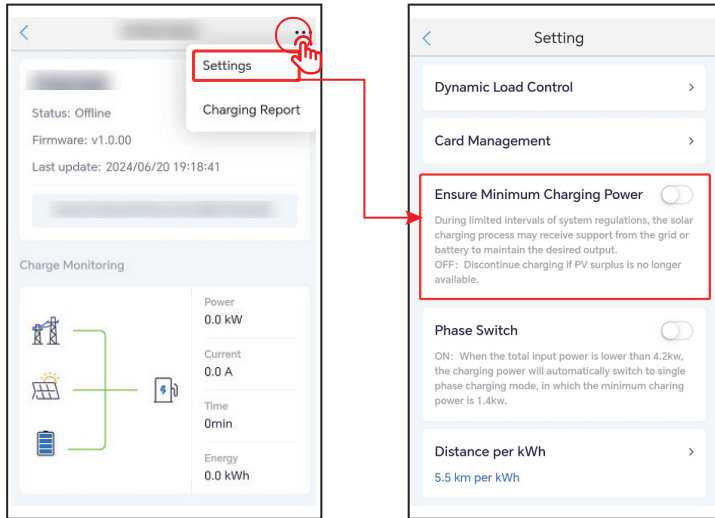 Settings
Charging Report
Status: Offline
Firmware: v1.0.00
Last update: 2024/06/20 19:18:41
Charge Monitoring
Power
0.0 kW
Current
0.0 A
Time
0min
Energy
0.0 kWh
Setting
Dynamic Load Control
Card Management
Ensure Minimum Charging Power
During limited intervals of system regulations, the solar
charging process may receive support from the grid or
battery to maintain the desired output.
OFF: Discontinue charging if PV surplus is no longer
available.
Phase Switch
ON: When the total input power is lower than 4.2kw,
the charging power will automatically switch to single
phase charging mode, in which the minimum charing
power is 1.4kw.
Distance per kWh
5.5 km per kWh